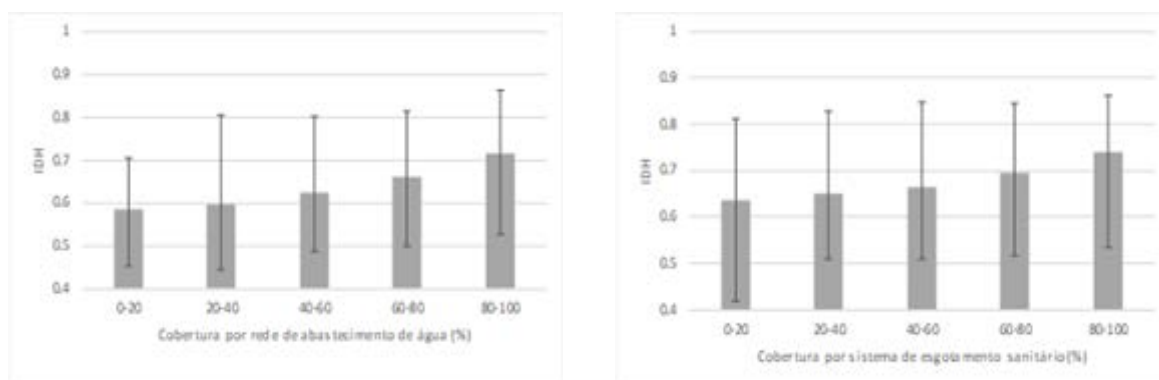 1
0.9
0.8
0.7
0.6
0.5
0.4
IDH
0-20 20-40 40-60 60-80 80-100
Cobertura por rede de abastecimento de água (%)
1
0.9
0.8
0.7
0.6
0.5
0.4
IDH
0-20 20-40 40-60 60-80 80-100
Cobertura por sistema de esgotamento sanitário (%)